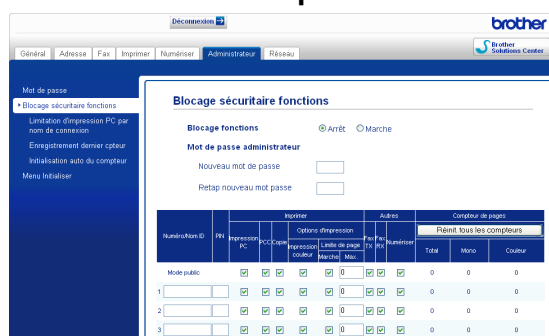 Déconnexion
brother
Général Adresse Fax Imprimer Numériser Administrateur Réseau
Brother
Solutions Center
Mot de passe
Blocage sécuritaire fonctions
Limitation d'impression PC par
nom de connexion
Enregistrement dernier cpteur
Initialisation auto du compteur
Menu Initialiser
Blocage sécuritaire fonctions
Blocage fonctions Arrêt Marche
Mot de passe administrateur
Nouveau mot de passe
Retap nouveau mot passe
Numéro/Nom ID
PIN
Imprimer
Autres
Compteur de pages
Impression
PC
PCC
Copie
Options d'impression
Impression
couleur
Limite de page
Marche Max.
Fax
TX
Fax
RX
Numériser
Réinit tous les compteurs
Total Mono Couleur
Mode public 0 0 0 0
1 0 0 0 0
2 0 0 0 0
3 0 0 0 0